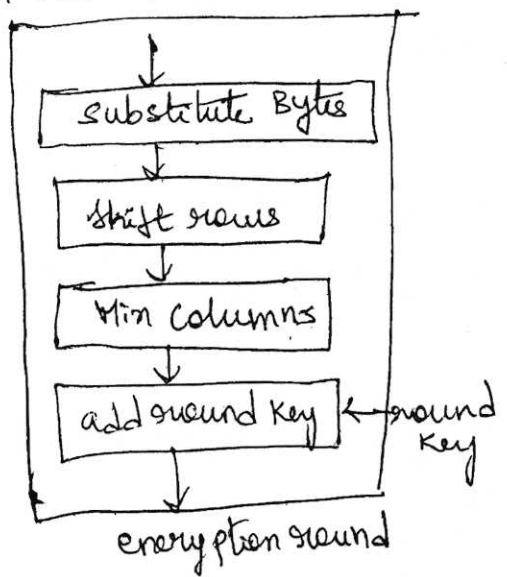 Substitute Bytes
Shift rows
Mix Columns
add round key
round
key
encryption round